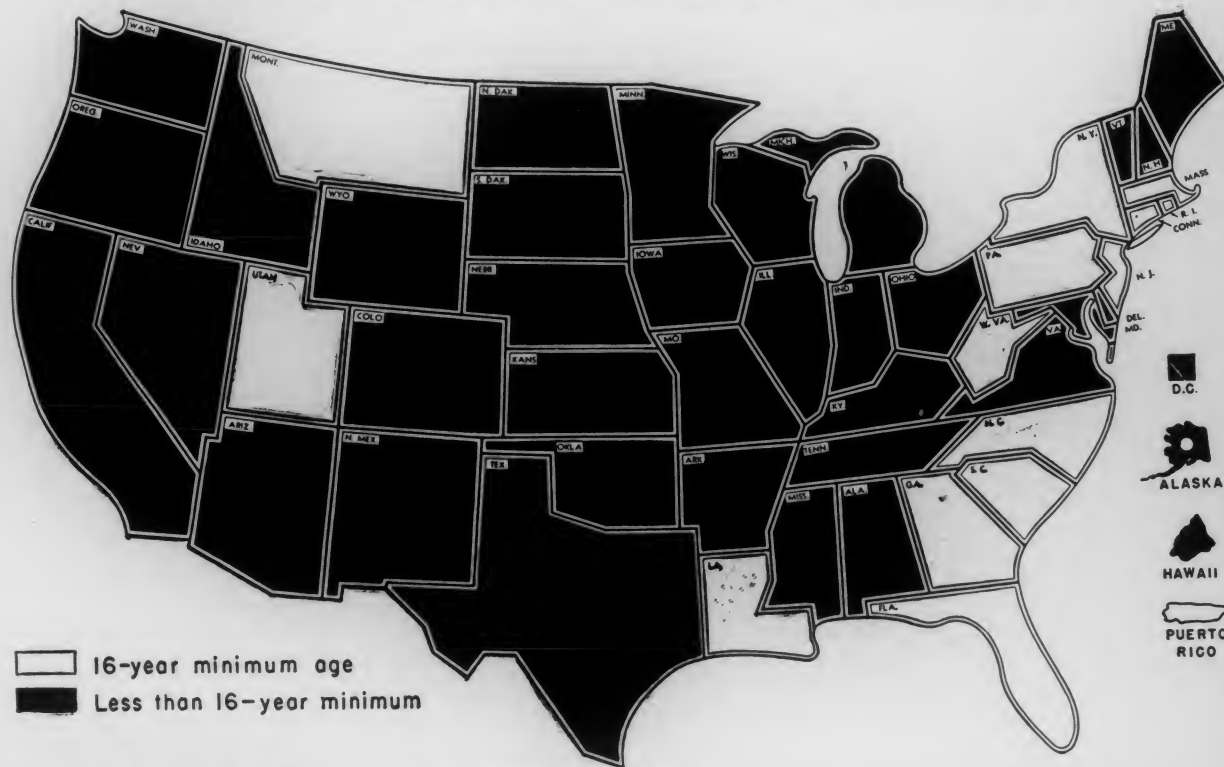 WASH
MONT.
N. DAK.
MINN.
ME
OREG
MICH.
N. Y.
VT.
N. H
WIS.
MASS
S. DAK.
WYO
R. I.
CONN.
CALIF
NEV.
IDAHO
IOWA
PA.
UTAH
NEBR
ILL
IND.
OHIO
N. J.
COLO
MO.
W. VA.
VA.
DEL.
MD.
KANS
KY.
D.C.
ARIZ
N. MEX
OKLA
TENN.
N. C.
TEX.
ARK.
S. C.
MISS.
ALA.
GA.
ALASKA
LA.
HAWAII
FLA.
PUERTO
RICO
16-year minimum age
Less than 16-year minimum